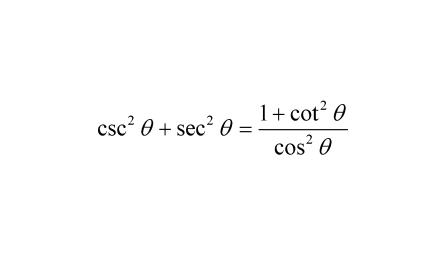 csc² θ + sec² θ = (1 + cot² θ) / (cos² θ)